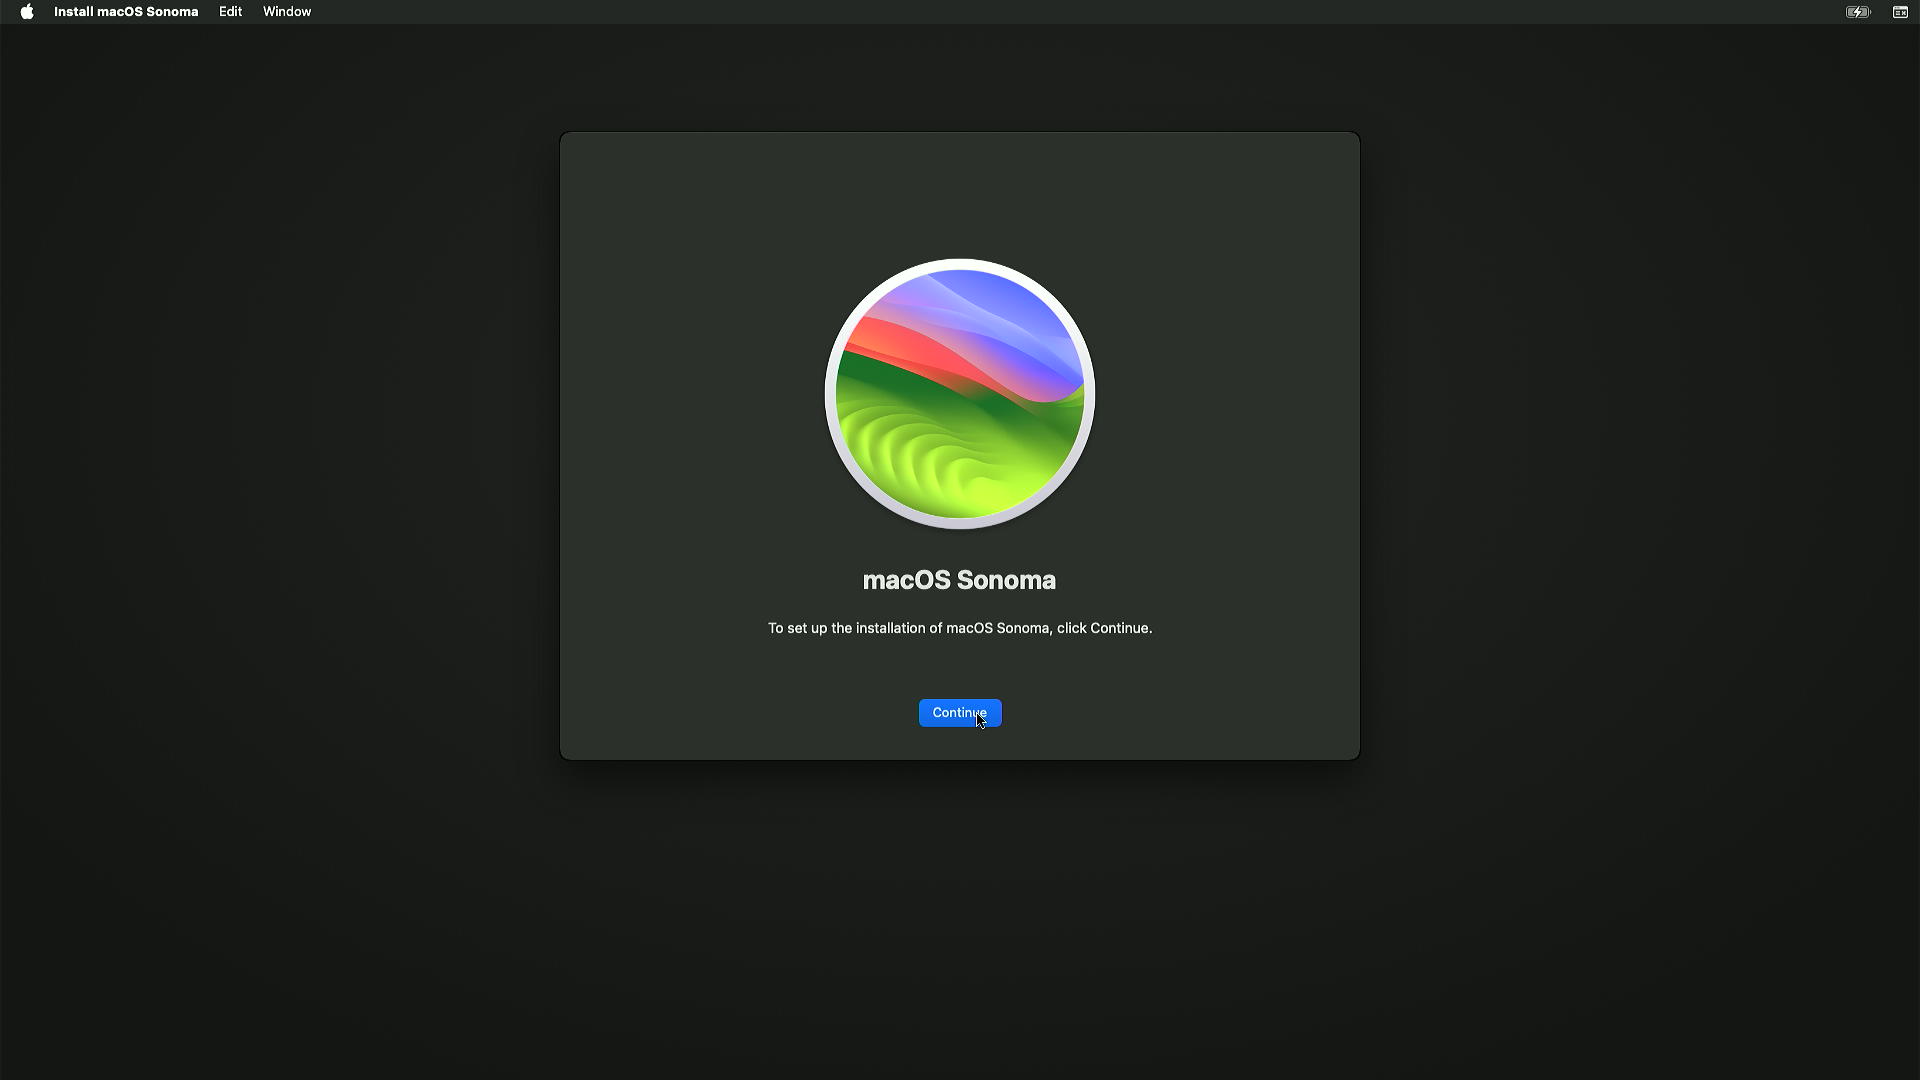 Install macOS Sonoma Edit Window
macOS Sonoma
To set up the installation of macOS Sonoma, click Continue.
Continue